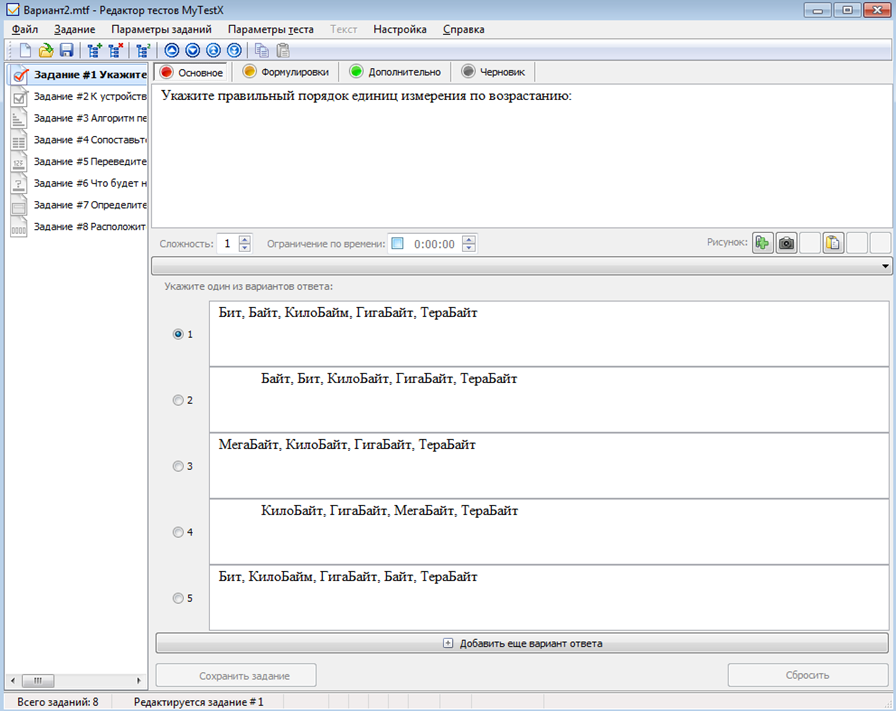 Вариант2.mtf - Редактор тестов MyTestX
Файл Задание Параметры заданий Параметры теста Текст Настройка Справка
Задание #1 Укажите
Задание #2 К устройств
Задание #3 Алгоритм пе
Задание #4 Сопоставьт
Задание #5 Переведите
Задание #6 Что будет н
Задание #7 Определите
Задание #8 Расположит
Основное Формулировки Дополнительно Черновик
Укажите правильный порядок единиц измерения по возрастанию:
Сложность: 1 Ограничение по времени: 0:00:00 Рисунок:
Укажите один из вариантов ответа:
1 Бит, Байт, КилоБайм, ГигаБайт, ТераБайт
2 Байт, Бит, КилоБайт, ГигаБайт, ТераБайт
3 МегаБайт, КилоБайт, ГигаБайт, ТераБайт
4 КилоБайт, ГигаБайт, МегаБайт, ТераБайт
5 Бит, КилоБайм, ГигаБайт, Байт, ТераБайт
Добавить еще вариант ответа
Сохранить задание Сбросить
Всего заданий: 8 Редактируется задание #1